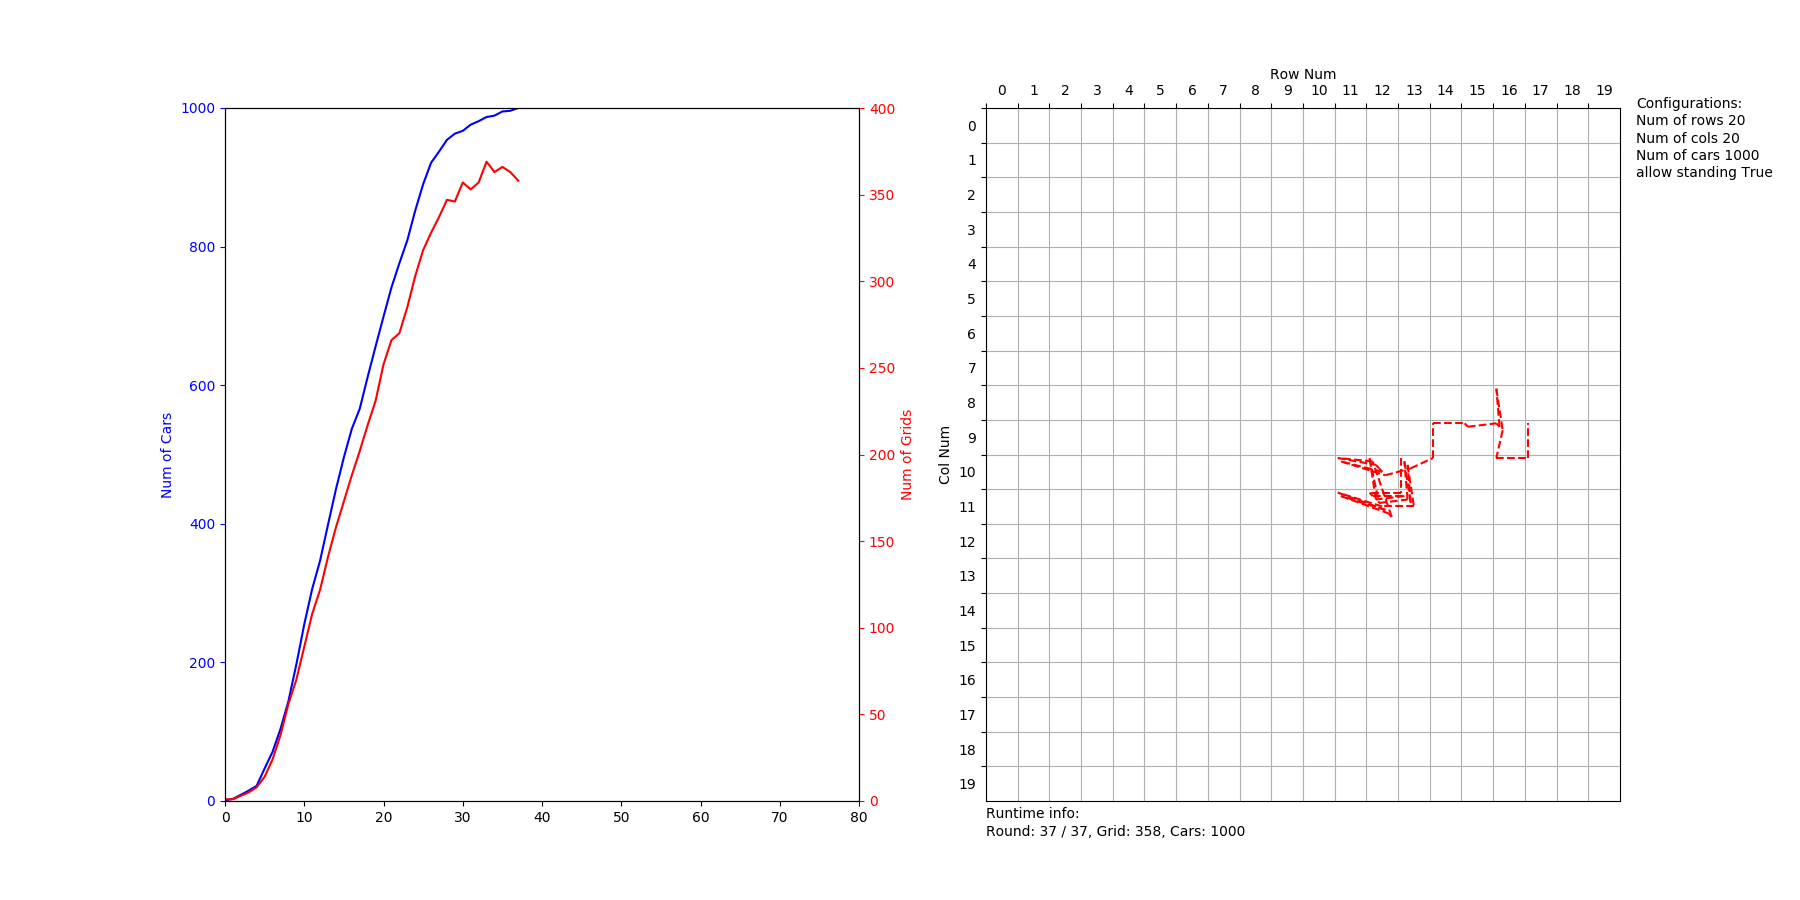 Num of Cars
1000
800
600
400
200
0
0 10 20 30 40 50 60 70 80
400
350
300
250
200
150
100
50
0
Num of Grids
Row Num
0 1 2 3 4 5 6 7 8 9 10 11 12 13 14 15 16 17 18 19
Col Num
0
1
2
3
4
5
6
7
8
9
10
11
12
13
14
15
16
17
18
19
Configurations:
Num of rows 20
Num of cols 20
Num of cars 1000
allow standing True
Runtime info:
Round: 37 / 37, Grid: 358, Cars: 1000